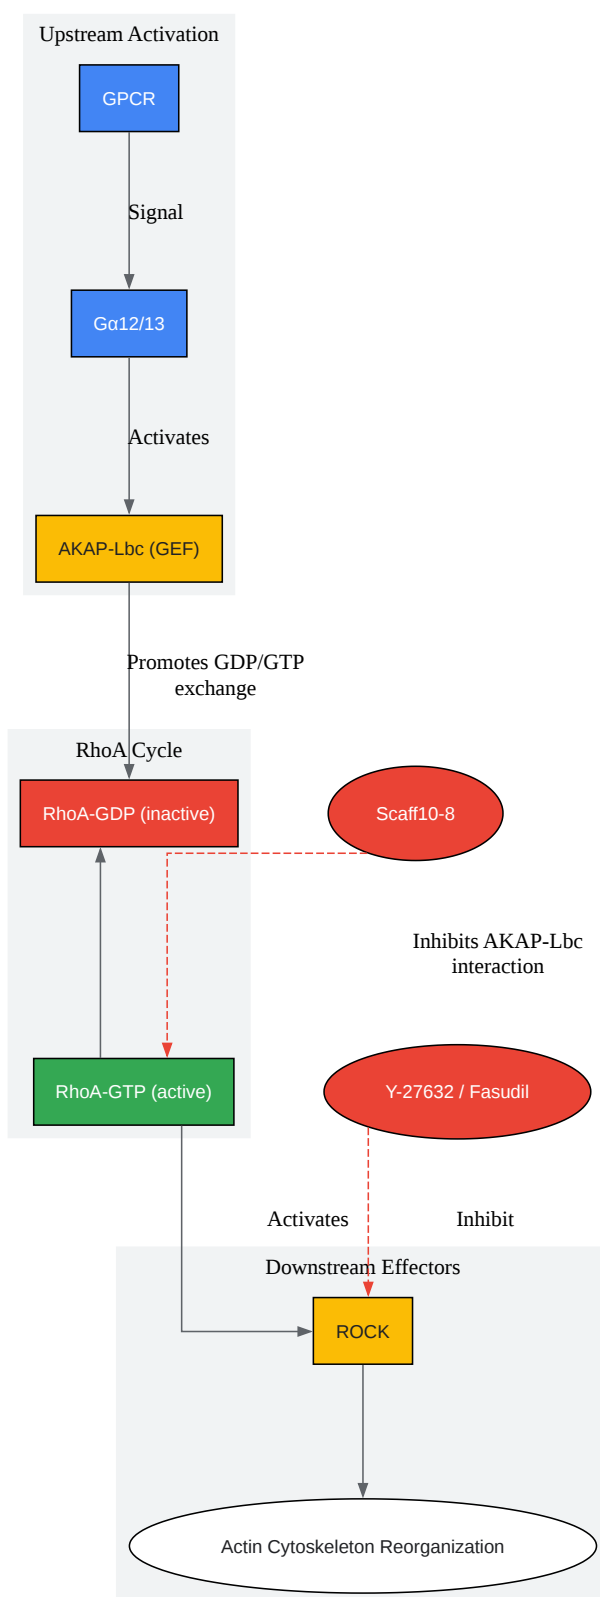 Upstream Activation
GPCR
Signal
Gα12/13
Activates
AKAP-Lbc (GEF)
Promotes GDP/GTP
exchange
RhoA Cycle
RhoA-GDP (inactive)
Scaff10-8
Inhibits AKAP-Lbc
interaction
RhoA-GTP (active)
Y-27632 / Fasudil
Activates
Inhibit
Downstream Effectors
ROCK
Actin Cytoskeleton Reorganization